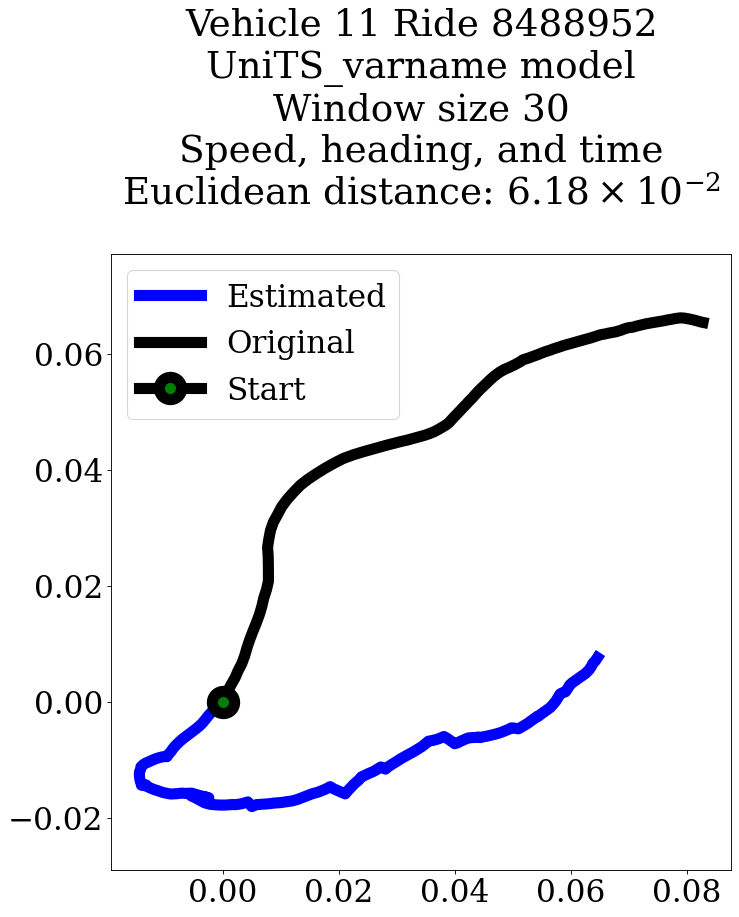 Vehicle 11 Ride 8488952
UniTS_varname model
Window size 30
Speed, heading, and time
Euclidean distance: 6.18 × 10⁻²
Estimated
Original
Start
0.06
0.04
0.02
0.00
−0.02
0.00 0.02 0.04 0.06 0.08